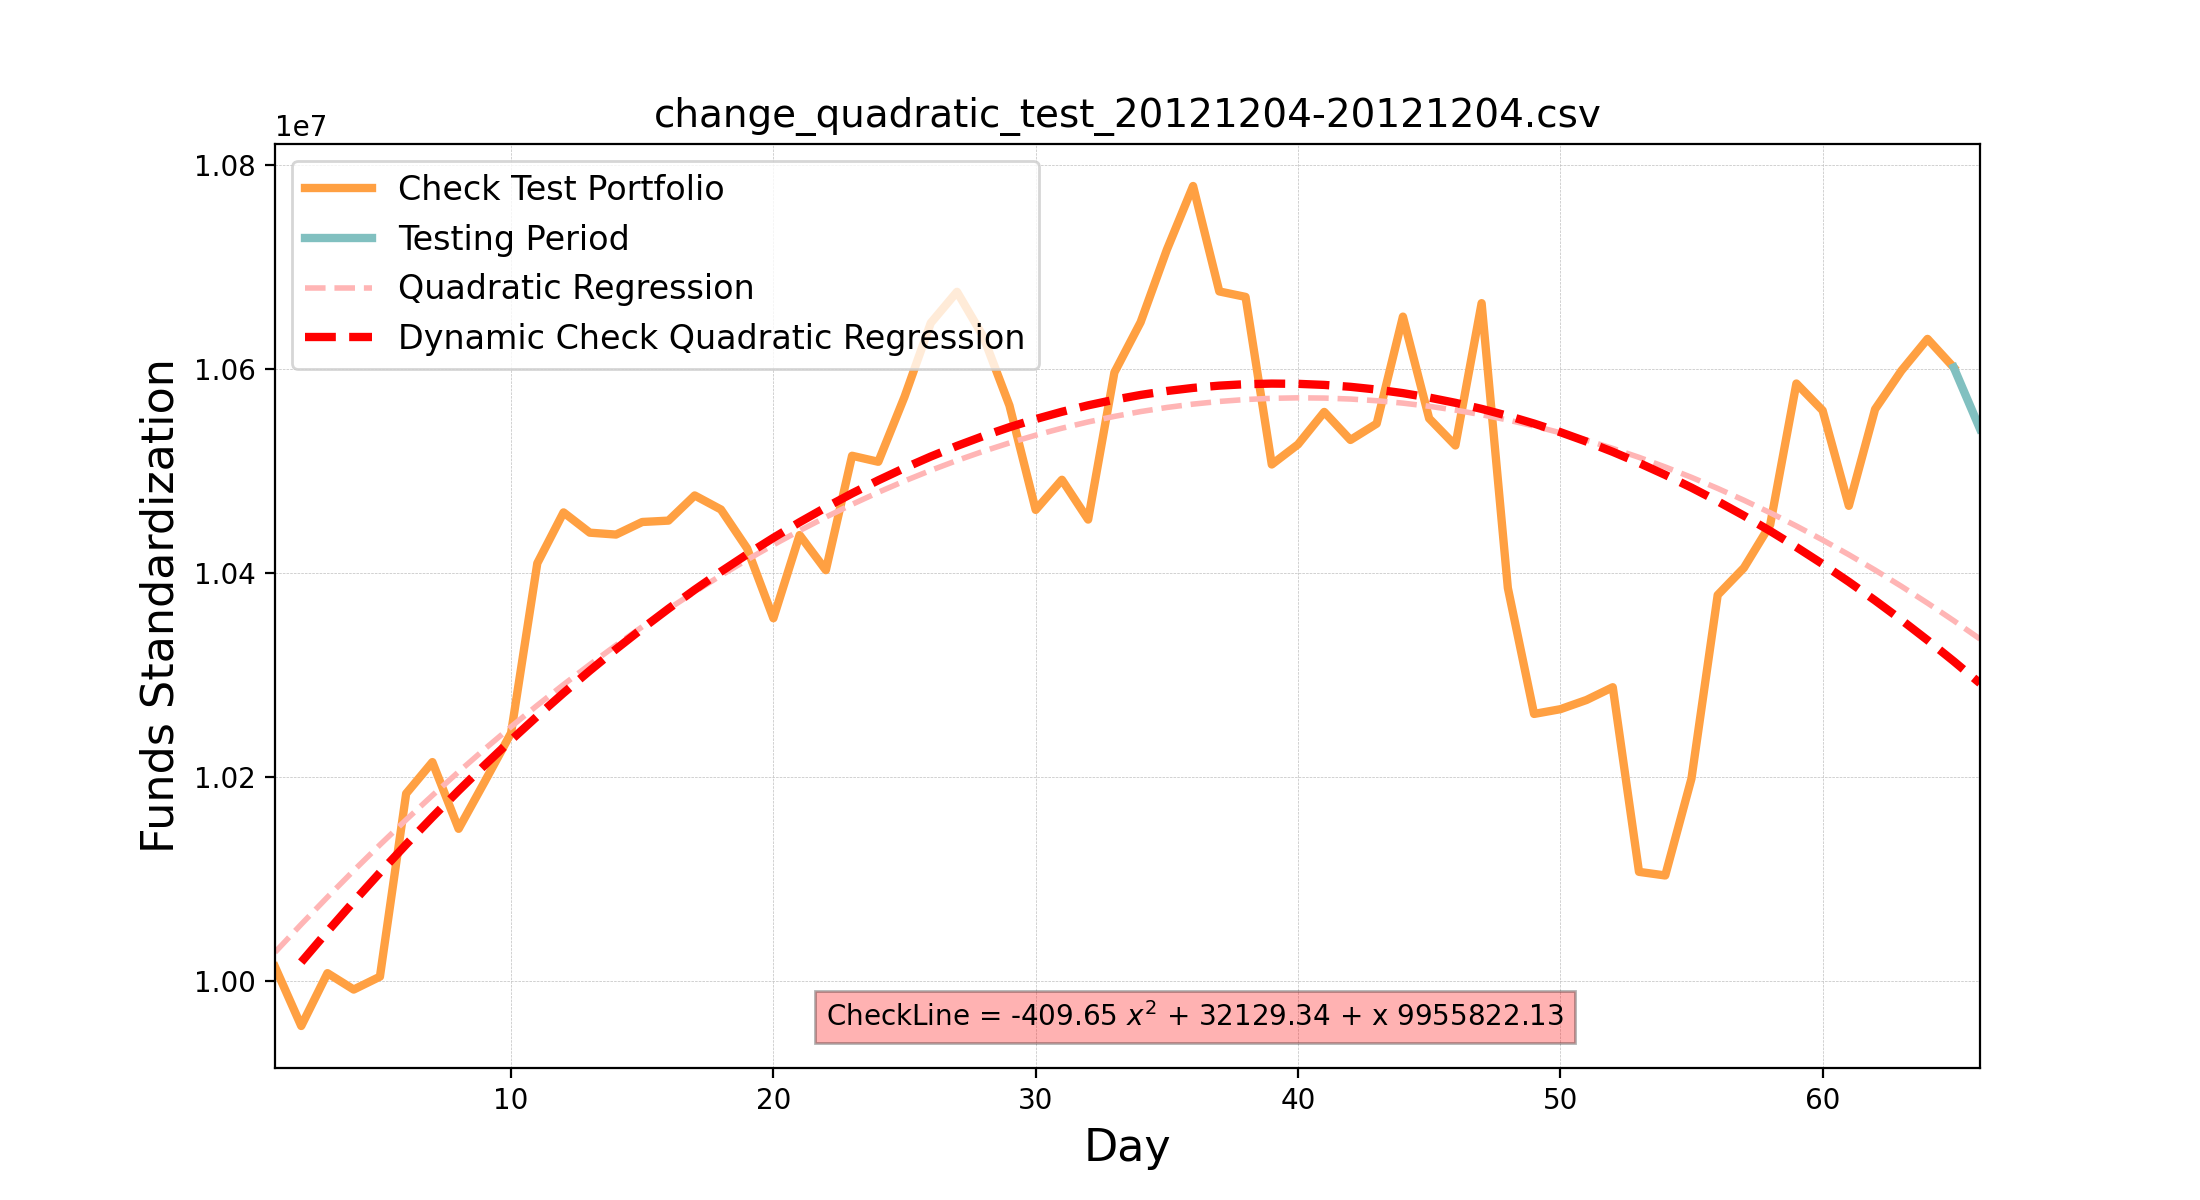 change_quadratic_test_20121204-20121204.csv
1e7
Check Test Portfolio
Testing Period
Quadratic Regression
Dynamic Check Quadratic Regression
1.08
1.06
1.04
1.02
1.00
Funds Standardization
CheckLine = -409.65 x² + 32129.34 + x 9955822.13
10 20 30 40 50 60
Day